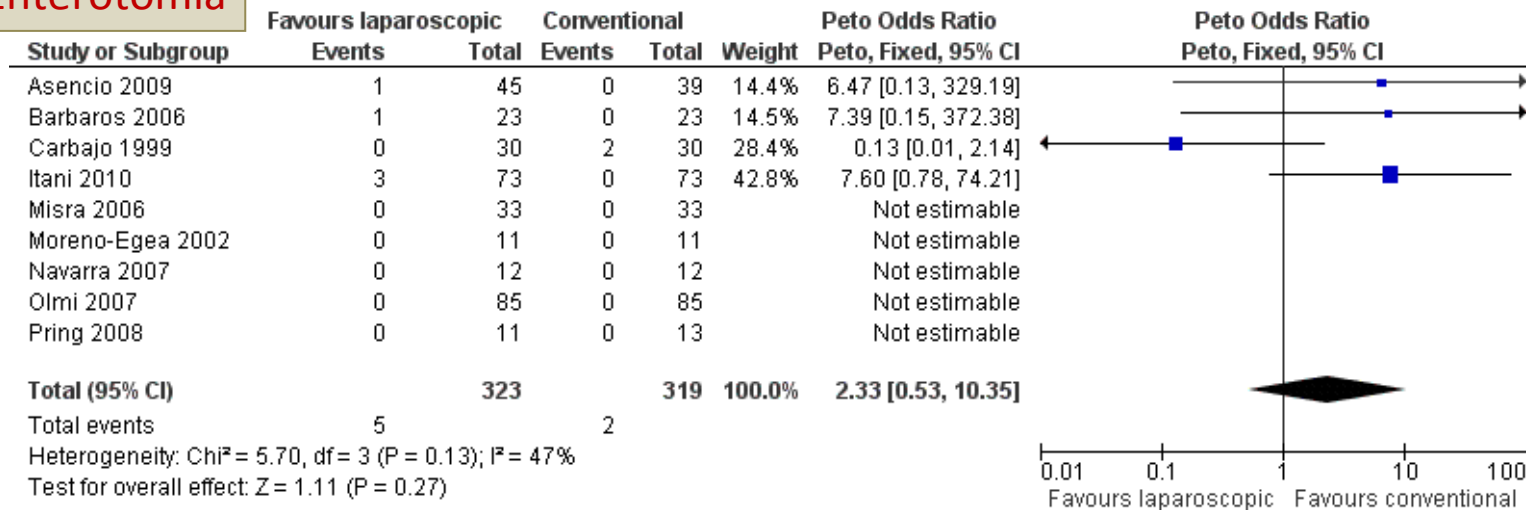 Enterotomia
Favours laparoscopic Conventional Peto Odds Ratio Peto Odds Ratio
Study or Subgroup Events Total Events Total Weight Peto, Fixed, 95% CI Peto, Fixed, 95% CI
Asencio 2009 1 45 0 39 14.4% 6.47 [0.13, 329.19]
Barbaros 2006 1 23 0 23 14.5% 7.39 [0.15, 372.38]
Carbajo 1999 0 30 2 30 28.4% 0.13 [0.01, 2.14]
Itani 2010 3 73 0 73 42.8% 7.60 [0.78, 74.21]
Misra 2006 0 33 0 33 Not estimable
Moreno-Egea 2002 0 11 0 11 Not estimable
Navarra 2007 0 12 0 12 Not estimable
Olmi 2007 0 85 0 85 Not estimable
Pring 2008 0 11 0 13 Not estimable
Total (95% CI) 323 319 100.0% 2.33 [0.53, 10.35]
Total events 5 2
Heterogeneity: Chi² = 5.70, df = 3 (P = 0.13); I² = 47%
Test for overall effect: Z = 1.11 (P = 0.27)
0.01 0.1 1 10 100
Favours laparoscopic Favours conventional